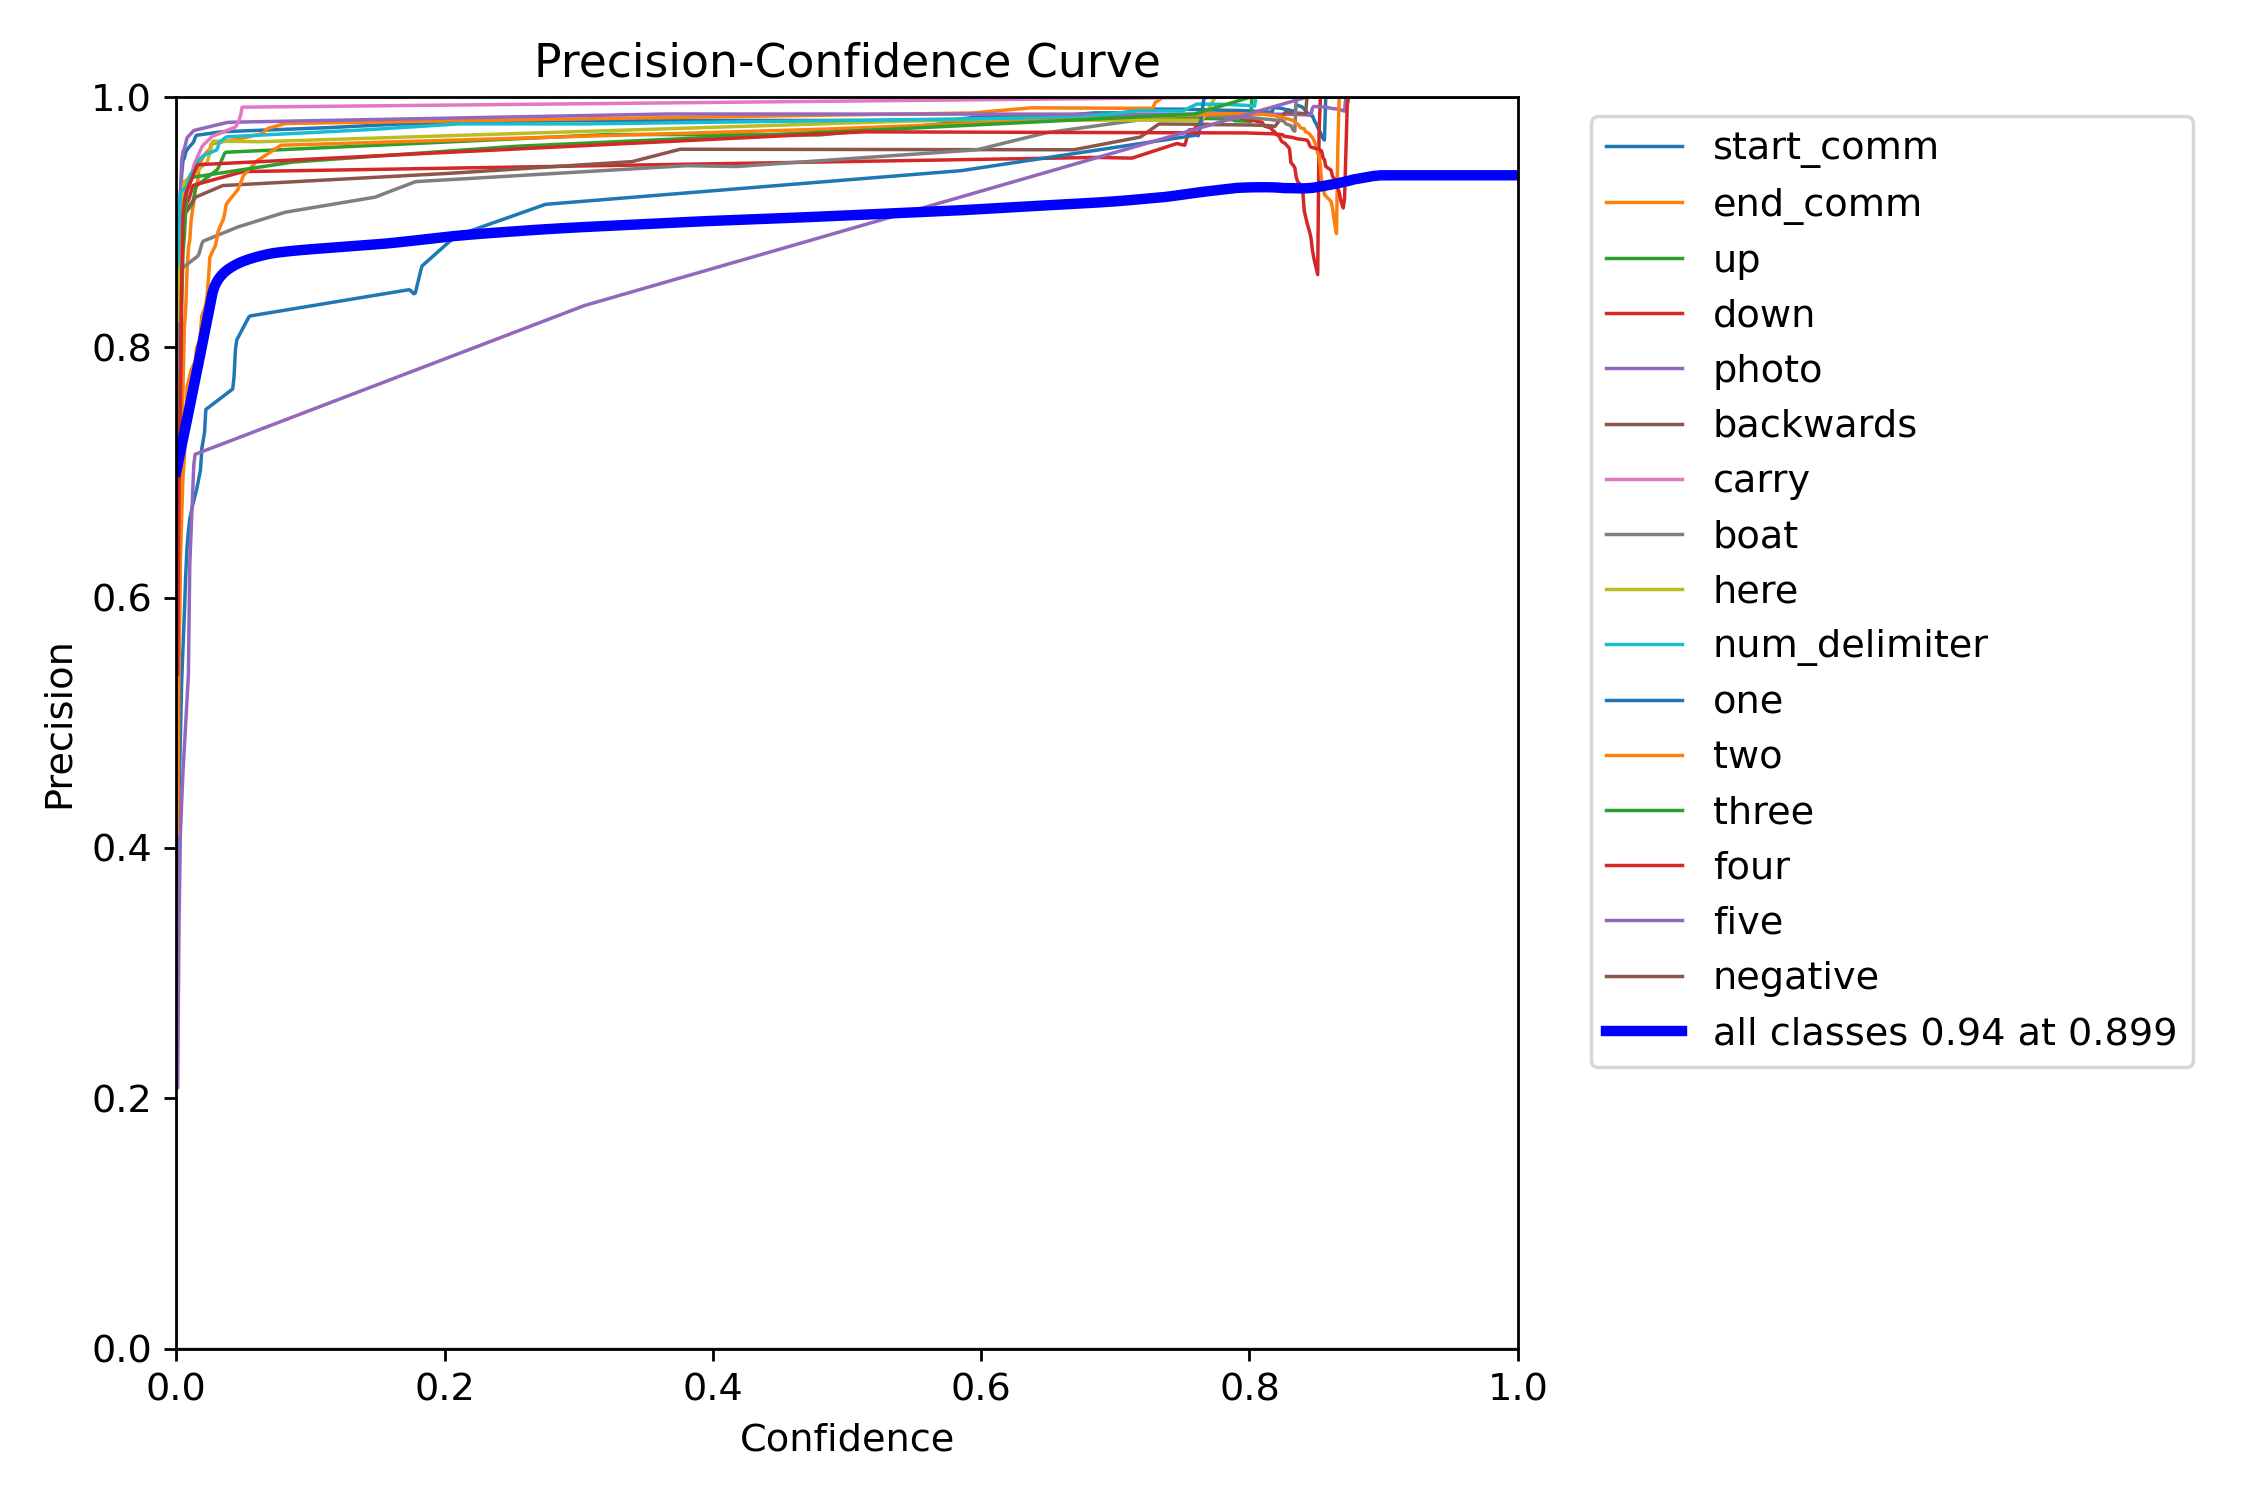 Precision-Confidence Curve
1.0
0.8
0.6
0.4
0.2
0.0
Precision
0.0 0.2 0.4 0.6 0.8 1.0
Confidence
start_comm
end_comm
up
down
photo
backwards
carry
boat
here
num_delimiter
one
two
three
four
five
negative
all classes 0.94 at 0.899